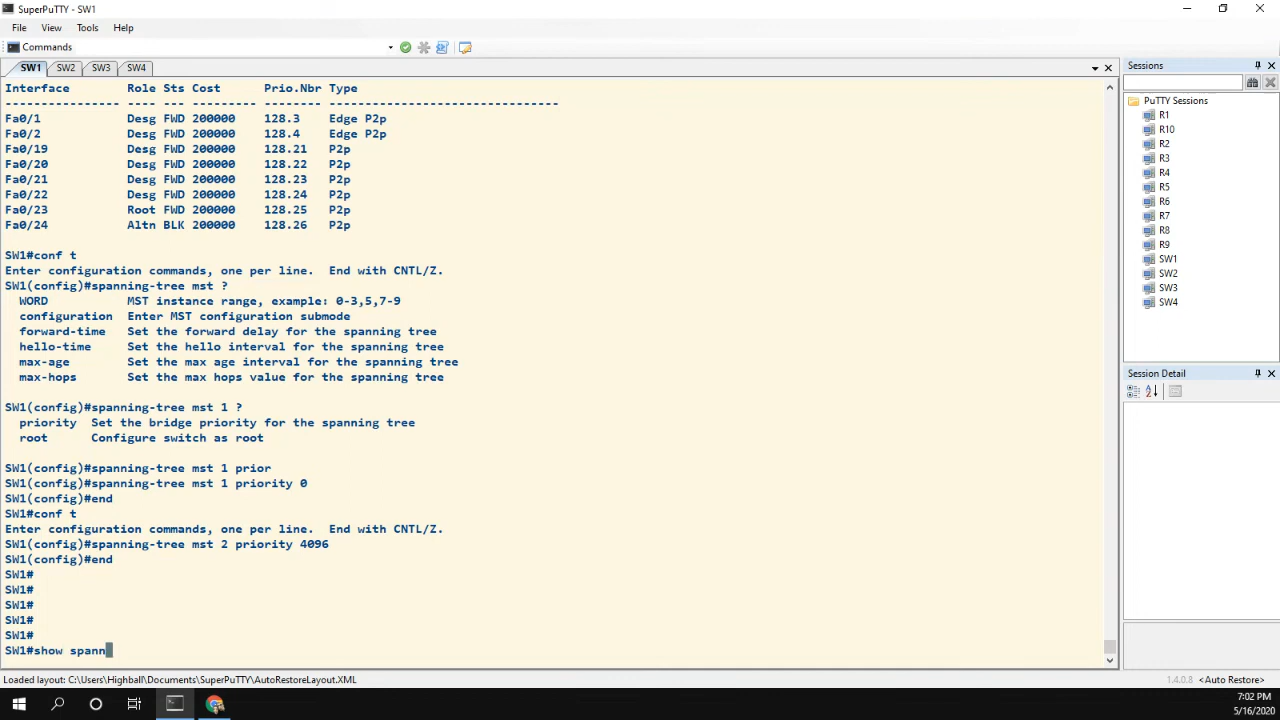 SuperPuTTY - SW1
File View Tools Help
Commands
SW1 SW2 SW3 SW4
Interface Role Sts Cost Prio.Nbr Type
---------------- ---- --- --------- -------- --------------------------------
Fa0/1 Desg FWD 200000 128.3 Edge P2p
Fa0/2 Desg FWD 200000 128.4 Edge P2p
Fa0/19 Desg FWD 200000 128.21 P2p
Fa0/20 Desg FWD 200000 128.22 P2p
Fa0/21 Desg FWD 200000 128.23 P2p
Fa0/22 Desg FWD 200000 128.24 P2p
Fa0/23 Root FWD 200000 128.25 P2p
Fa0/24 Altn BLK 200000 128.26 P2p
SW1#conf t
Enter configuration commands, one per line. End with CNTL/Z.
SW1(config)#spanning-tree mst ?
WORD MST instance range, example: 0-3,5,7-9
configuration Enter MST configuration submode
forward-time Set the forward delay for the spanning tree
hello-time Set the hello interval for the spanning tree
max-age Set the max age interval for the spanning tree
max-hops Set the max hops value for the spanning tree
SW1(config)#spanning-tree mst 1 ?
priority Set the bridge priority for the spanning tree
root Configure switch as root
SW1(config)#spanning-tree mst 1 prior
SW1(config)#spanning-tree mst 1 priority 0
SW1(config)#end
SW1#conf t
Enter configuration commands, one per line. End with CNTL/Z.
SW1(config)#spanning-tree mst 2 priority 4096
SW1(config)#end
SW1#
SW1#
SW1#
SW1#
SW1#
SW1#show spann
Sessions
PuTTY Sessions
R1
R10
R2
R3
R4
R5
R6
R7
R8
R9
SW1
SW2
SW3
SW4
Session Detail
Loaded layout: C:\Users\Highball\Documents\SuperPuTTY\AutoRestoreLayout.XML
1.4.0.8 <Auto Restore>
7:02 PM
5/16/2020